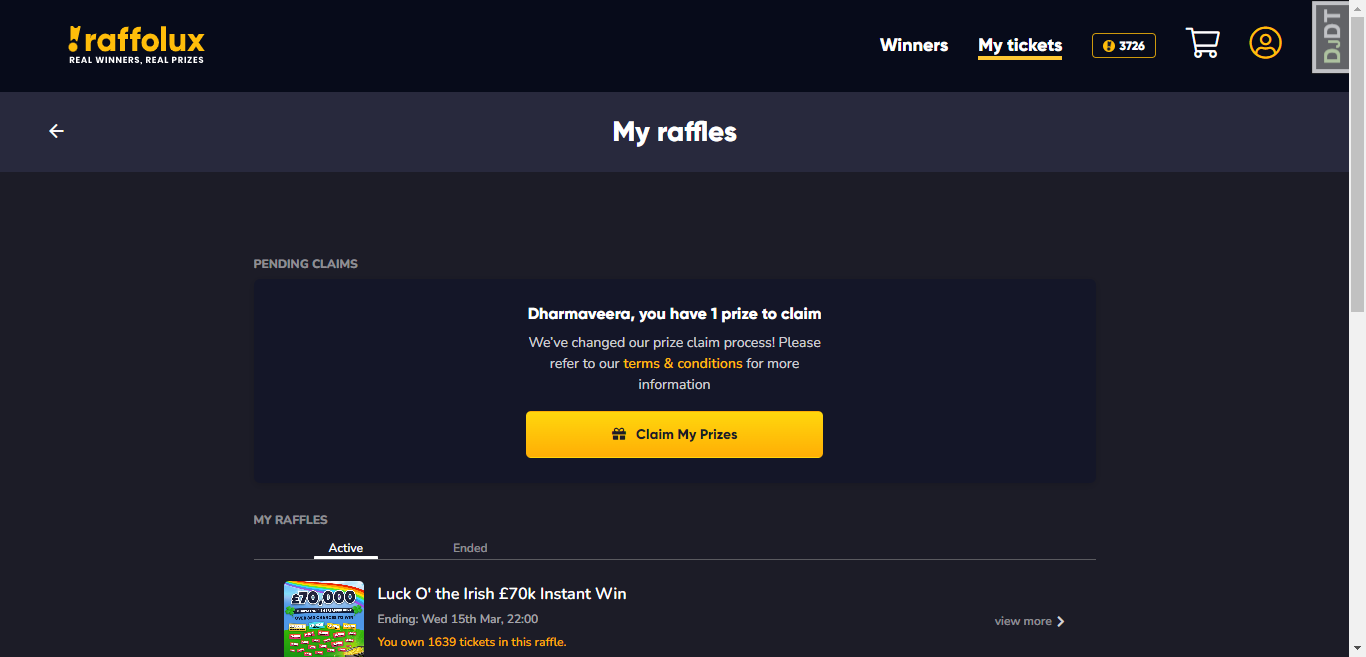 raffolux
REAL WINNERS, REAL PRIZES
Winners
My tickets
3726
DJDT
My raffles
PENDING CLAIMS
Dharmaveera, you have 1 prize to claim
We've changed our prize claim process! Please
refer to our terms & conditions for more
information
Claim My Prizes
MY RAFFLES
Active
Ended
£70,000
Luck O' the Irish £70k Instant Win
Ending: Wed 15th Mar, 22:00
You own 1639 tickets in this raffle.
view more